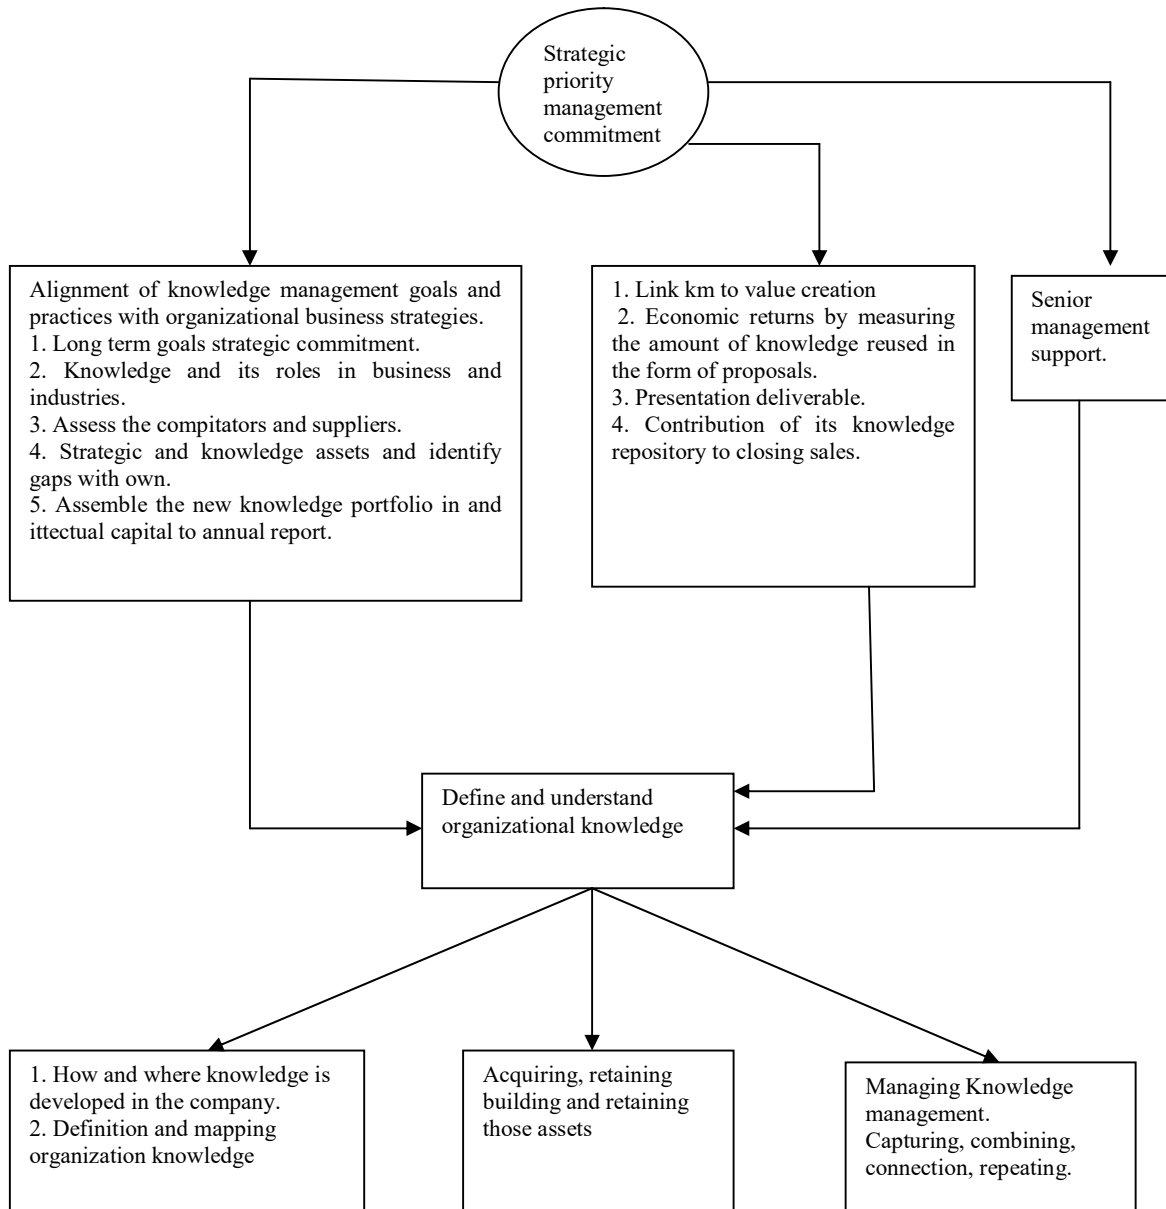 Strategic
priority
management
commitment
Alignment of knowledge management goals and
practices with organizational business strategies.
1. Long term goals strategic commitment.
2. Knowledge and its roles in business and
industries.
3. Assess the compitators and suppliers.
4. Strategic and knowledge assets and identify
gaps with own.
5. Assemble the new knowledge portfolio in and
ittectual capital to annual report.
1. Link km to value creation
2. Economic returns by measuring
the amount of knowledge reused in
the form of proposals.
3. Presentation deliverable.
4. Contribution of its knowledge
repository to closing sales.
Senior
management
support.
Define and understand
organizational knowledge
1. How and where knowledge is
developed in the company.
2. Definition and mapping
organization knowledge
Acquiring, retaining
building and retaining
those assets
Managing Knowledge
management.
Capturing, combining,
connection, repeating.